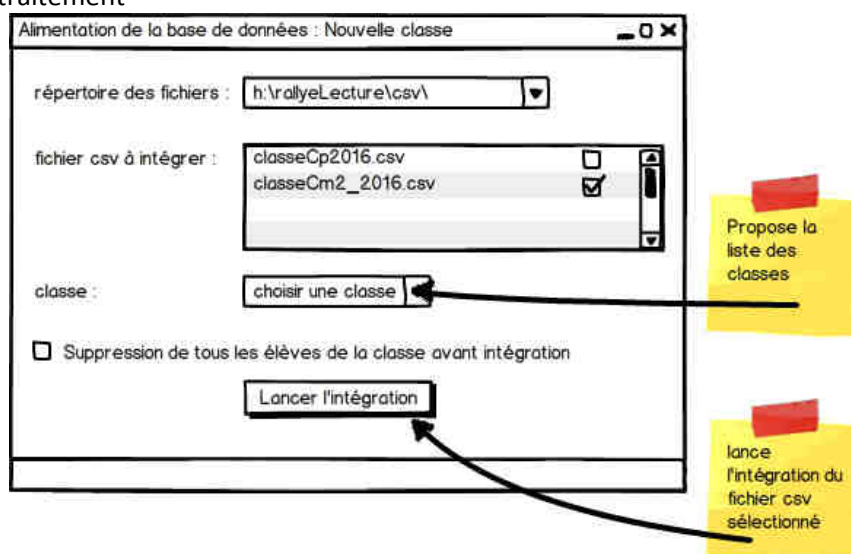 traitement
Alimentation de la base de données : Nouvelle classe
répertoire des fichiers : h:\rallyeLecture\csv\
fichier csv à intégrer : classeCp2016.csv
classeCm2_2016.csv
classe : choisir une classe
Suppression de tous les élèves de la classe avant intégration
Lancer l'intégration
Propose la
liste des
classes
lance
l'intégration du
fichier csv
sélectionné